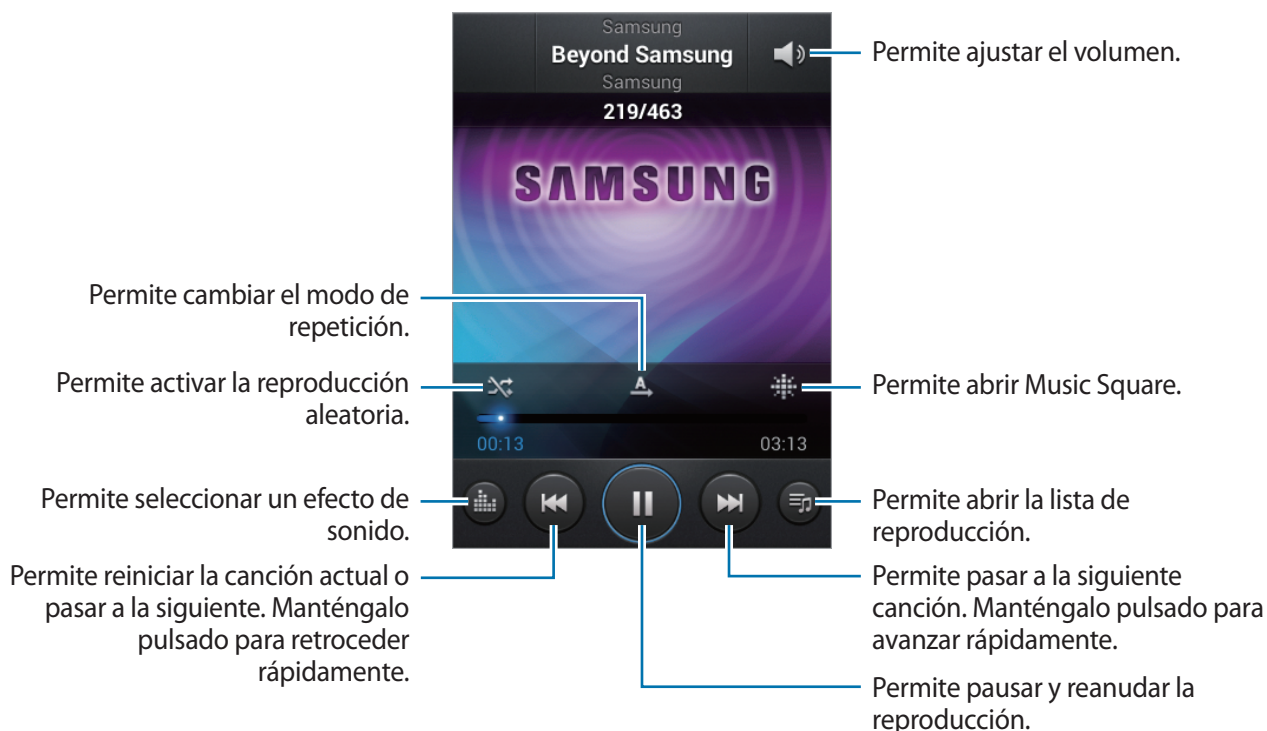 Samsung
Beyond Samsung
Samsung
219/463
SAMSUNG
Permite ajustar el volumen.
Permite cambiar el modo de
repetición.
Permite activar la reproducción
aleatoria.
A
Permite abrir Music Square.
00:13
03:13
Permite seleccionar un efecto de
sonido.
Permite abrir la lista de
reproducción.
Permite reiniciar la canción actual o
pasar a la siguiente. Manténgalo
pulsado para retroceder
rápidamente.
Permite pasar a la siguiente
canción. Manténgalo pulsado para
avanzar rápidamente.
Permite pausar y reanudar la
reproducción.